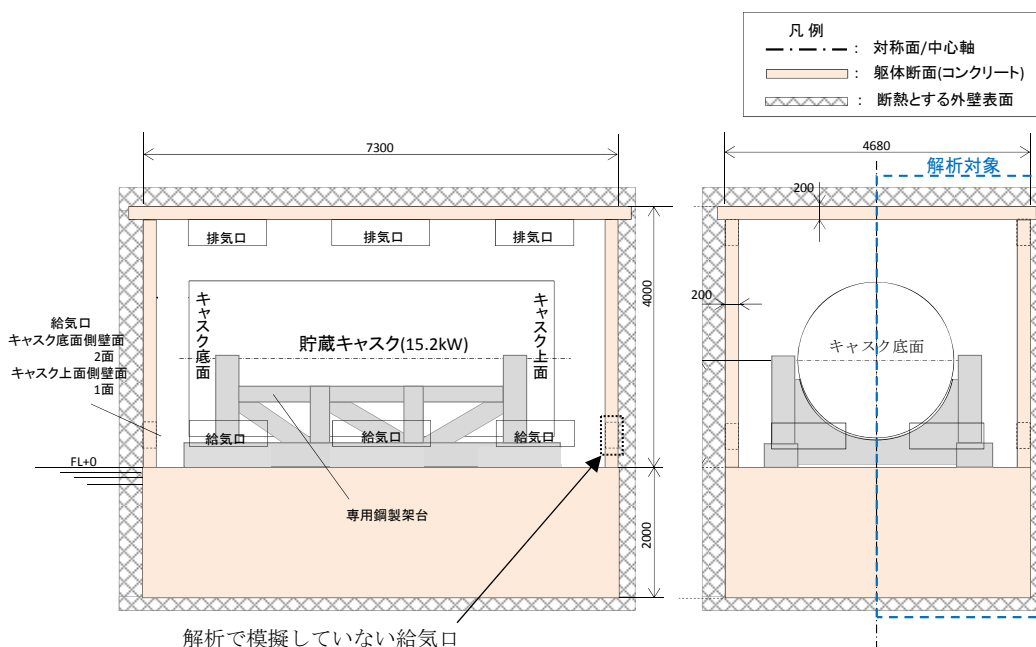 凡 例
: 対称面/中心軸
: 躯体断面(コンクリート)
: 断熱とする外壁表面
7300
4680
解析対象
200
排気口
排気口
排気口
4000
200
キャスク底面
キャスク上面
給気口
キャスク底面側壁面
2面
キャスク上面側壁面
1面
貯蔵キャスク(15.2kW)
キャスク底面
給気口
給気口
給気口
FL+0
専用鋼製架台
2000
解析で模擬していない給気口